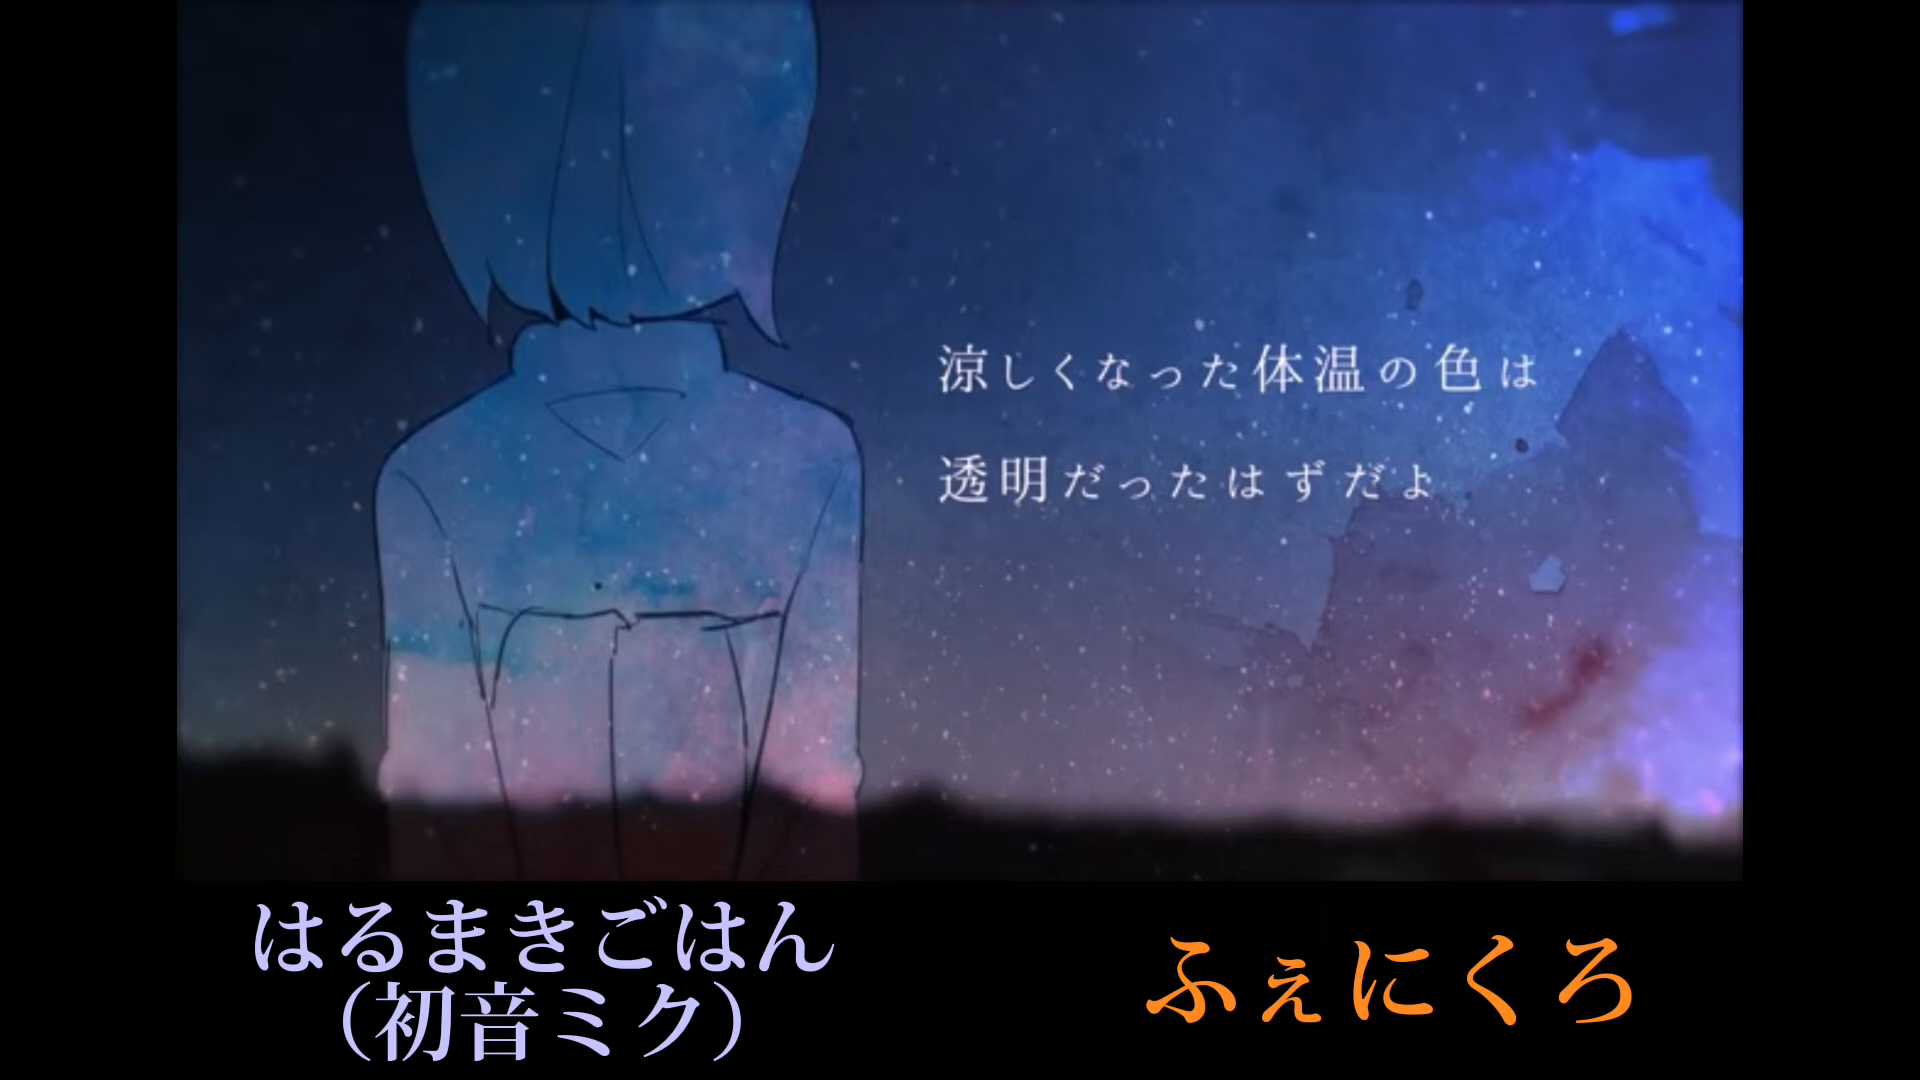 涼しくなった体温の色は
透明だったはずだよ
はるまきごはん
（初音ミク）
ふぇにくろ